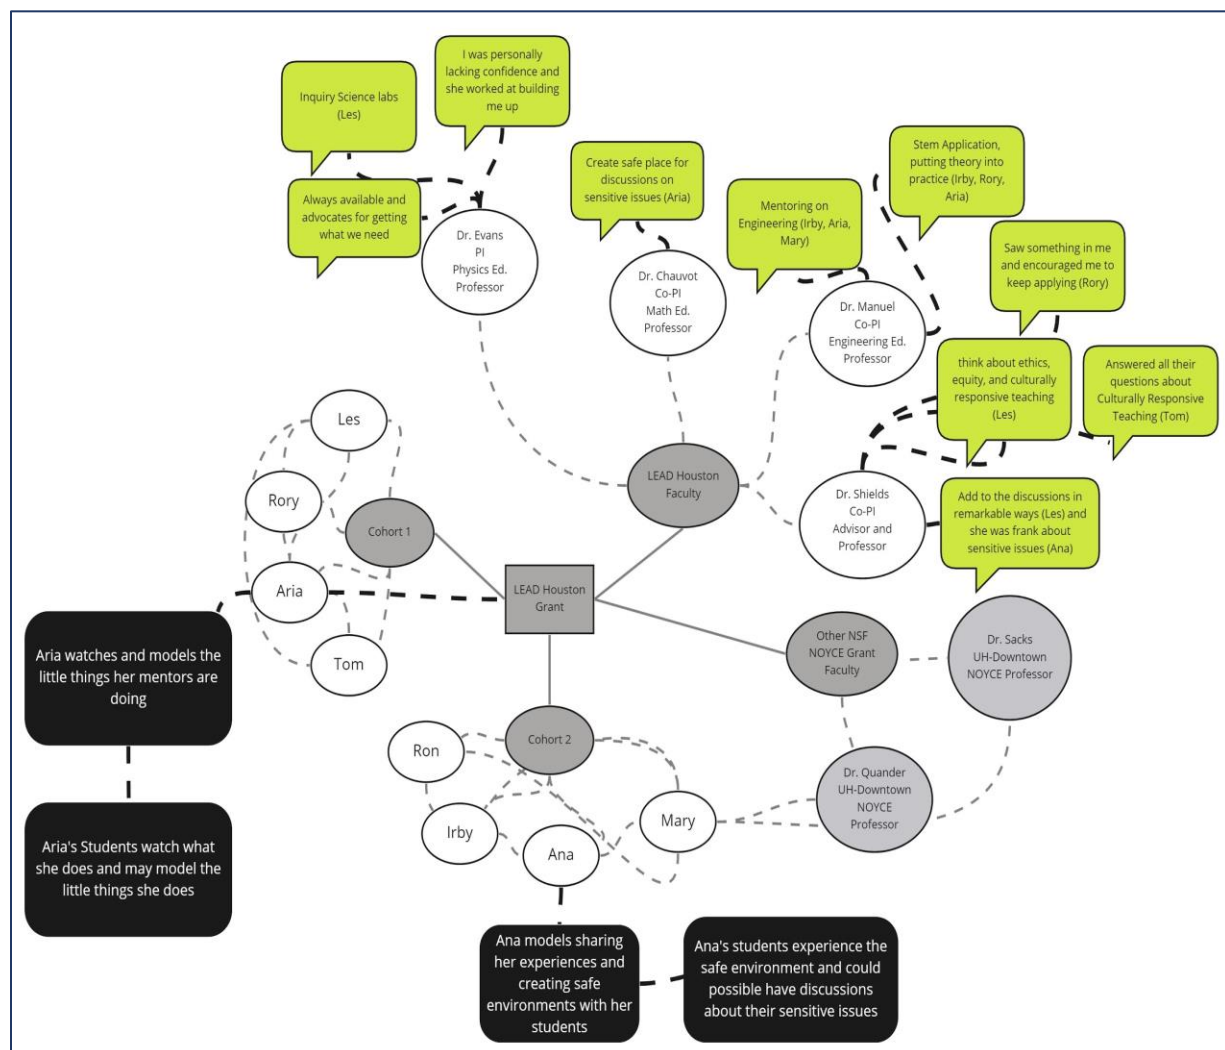 I was personally
lacking confidence and
she worked at building
me up
Inquiry Science labs
(Les)
Always available and
advocates for getting
what we need
Create safe place for
discussions on
sensitive issues (Aria)
Stem Application,
putting theory into
practice (Irby, Rory,
Aria)
Mentoring on
Engineering (Irby, Aria,
Mary)
Saw something in me
and encouraged me to
keep applying (Rory)
Dr. Evans
PI
Physics Ed.
Professor
Dr. Chauvot
Co-PI
Math Ed.
Professor
Dr. Manuel
Co-PI
Engineering Ed.
Professor
think about ethics,
equity, and culturally
responsive teaching
(Les)
Answered all their
questions about
Culturally Responsive
Teaching (Tom)
Les
Rory
Cohort 1
Aria
Tom
LEAD Houston
Faculty
Dr. Shields
Co-PI
Advisor and
Professor
Add to the discussions in
remarkable ways (Les) and
she was frank about
sensitive issues (Ana)
LEAD Houston
Grant
Other NSF
NOYCE Grant
Faculty
Dr. Sacks
UH-Downtown
NOYCE Professor
Aria watches and models the
little things her mentors are
doing
Cohort 2
Ron
Irby
Ana
Mary
Dr. Quander
UH-Downtown
NOYCE
Professor
Aria's Students watch what
she does and may model the
little things she does
Ana models sharing
her experiences and
creating safe
environments with her
students
Ana's students experience the
safe environment and could
possible have discussions
about their sensitive issues